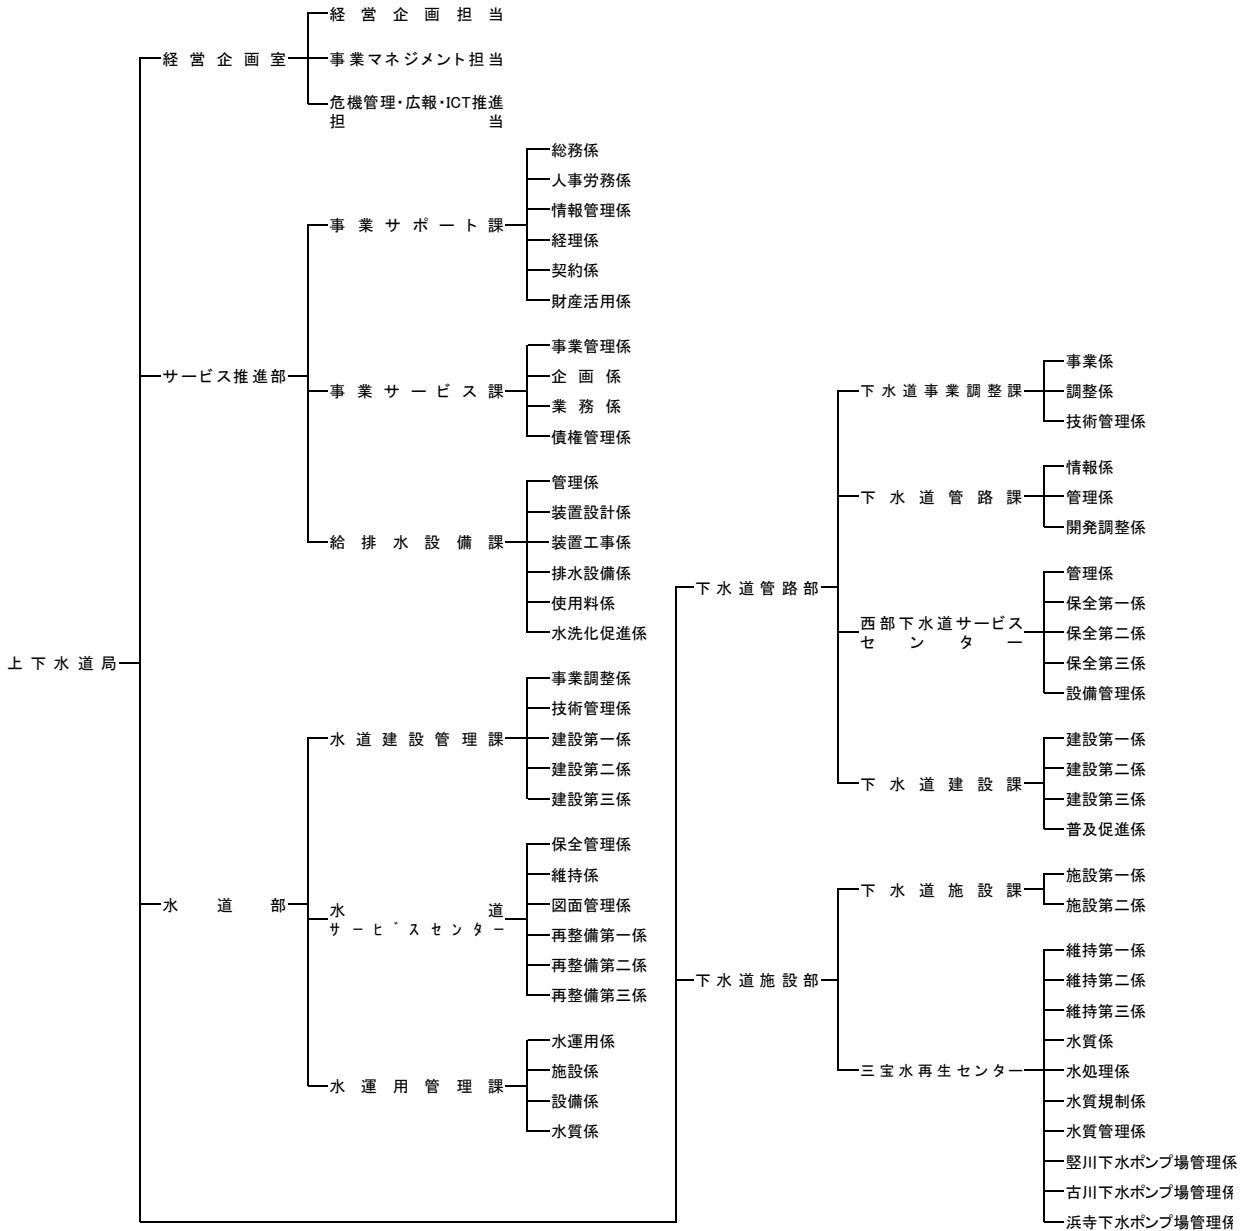 上下水道局
経営企画室
経営企画担当
事業マネジメント担当
危機管理・広報・ICT推進
担当
サービス推進部
事業サポート課
総務係
人事労務係
情報管理係
経理係
契約係
財産活用係
事業サービス課
事業管理係
企画係
業務係
債権管理係
給排水設備課
管理係
装置設計係
装置工事係
排水設備係
使用料係
水洗化促進係
水道部
水道建設管理課
事業調整係
技術管理係
建設第一係
建設第二係
建設第三係
水道
サービスセンター
保全管理係
維持係
図面管理係
再整備第一係
再整備第二係
再整備第三係
水運用管理課
水運用係
施設係
設備係
水質係
下水道管路部
下水道事業調整課
事業係
調整係
技術管理係
下水道管路課
情報係
管理係
開発調整係
西部下水道サービス
センター
管理係
保全第一係
保全第二係
保全第三係
設備管理係
下水道建設課
建設第一係
建設第二係
建設第三係
普及促進係
下水道施設部
下水道施設課
施設第一係
施設第二係
三宝水再生センター
維持第一係
維持第二係
維持第三係
水質係
水処理係
水質規制係
水質管理係
竪川下水ポンプ場管理係
古川下水ポンプ場管理係
浜寺下水ポンプ場管理係